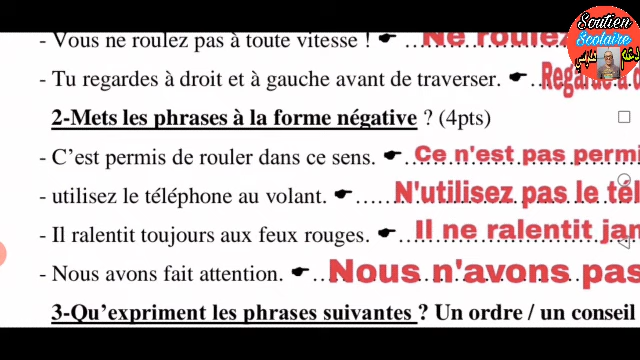 Soutien
Scolaire
- Vous ne roulez pas à toute vitesse ! ☛ ...Ne roulez
- Tu regardes à droit et à gauche avant de traverser. ☛ ...Regarde à d
2-Mets les phrases à la forme négative ? (4pts)
- C'est permis de rouler dans ce sens. ☛ ...Ce n'est pas permi
- utilisez le téléphone au volant. ☛ ......N'utilisez pas le tél
- Il ralentit toujours aux feux rouges. ☛ ...Il ne ralentit jam
- Nous avons fait attention. ☛ ...Nous n'avons pas
3-Qu'expriment les phrases suivantes ? Un ordre / un conseil